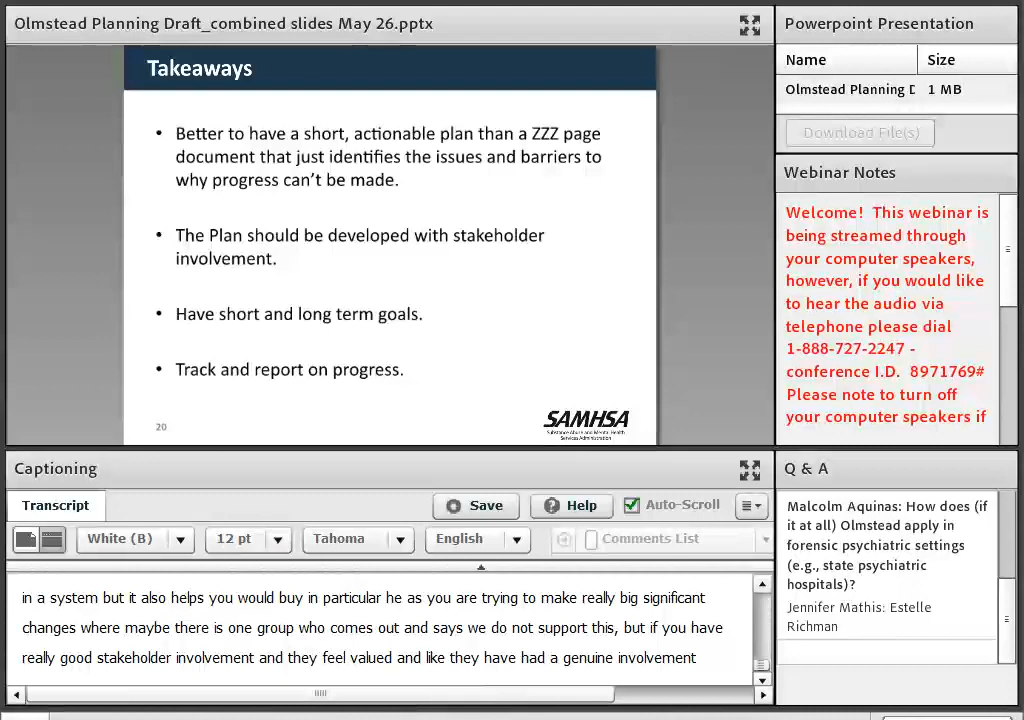 Olmstead Planning Draft_combined slides May 26.pptx
Takeaways
• Better to have a short, actionable plan than a ZZZ page
document that just identifies the issues and barriers to
why progress can't be made.
• The Plan should be developed with stakeholder
involvement.
• Have short and long term goals.
• Track and report on progress.
20
SAMHSA
Substance Abuse and Mental Health
Services Administration
Powerpoint Presentation
Name Size
Olmstead Planning D 1 MB
Download File(s)
Webinar Notes
Welcome! This webinar is
being streamed through
your computer speakers,
however, if you would like
to hear the audio via
telephone please dial
1-888-727-2247 -
conference I.D. 8971769#
Please note to turn off
your computer speakers if
Captioning
Transcript
Save Help Auto-Scroll
White (B) 12 pt Tahoma English Comments List
in a system but it also helps you would buy in particular he as you are trying to make really big significant
changes where maybe there is one group who comes out and says we do not support this, but if you have
really good stakeholder involvement and they feel valued and like they have had a genuine involvement
Q & A
Malcolm Aquinas: How does (if
it at all) Olmstead apply in
forensic psychiatric settings
(e.g., state psychiatric
hospitals)?
Jennifer Mathis: Estelle
Richman